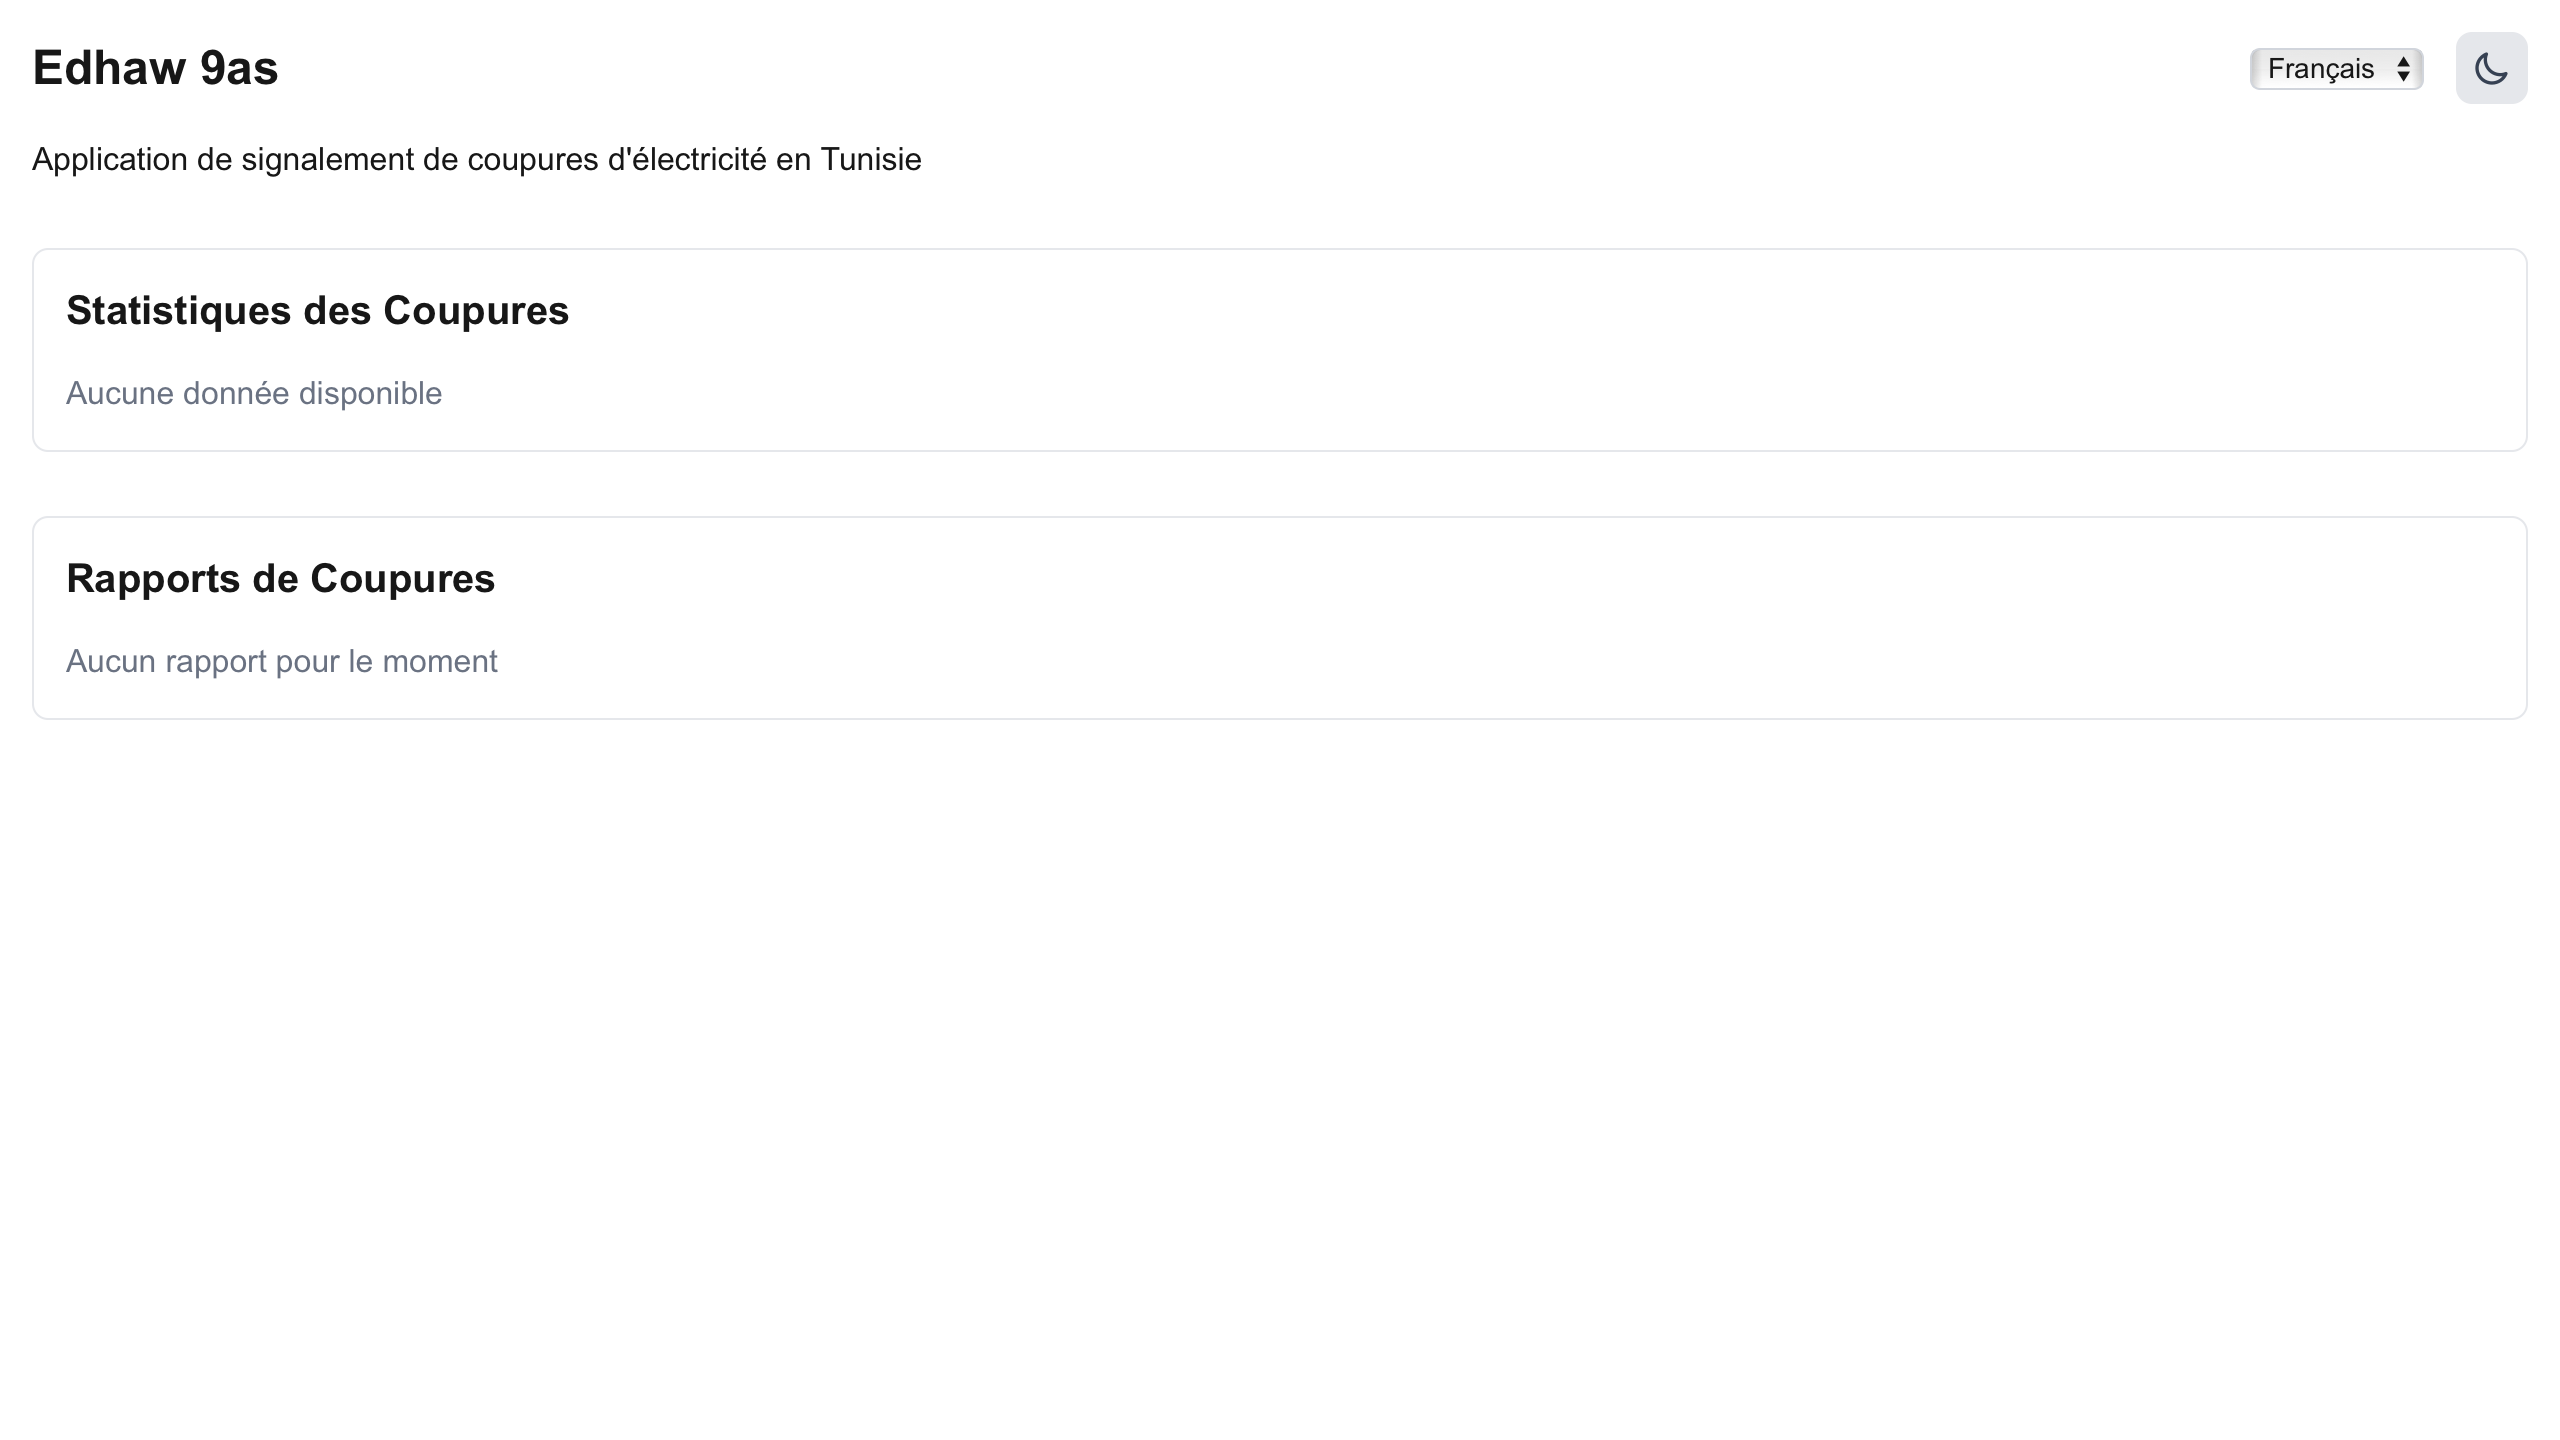 Edhaw 9as
Français
Application de signalement de coupures d'électricité en Tunisie
Statistiques des Coupures
Aucune donnée disponible
Rapports de Coupures
Aucun rapport pour le moment